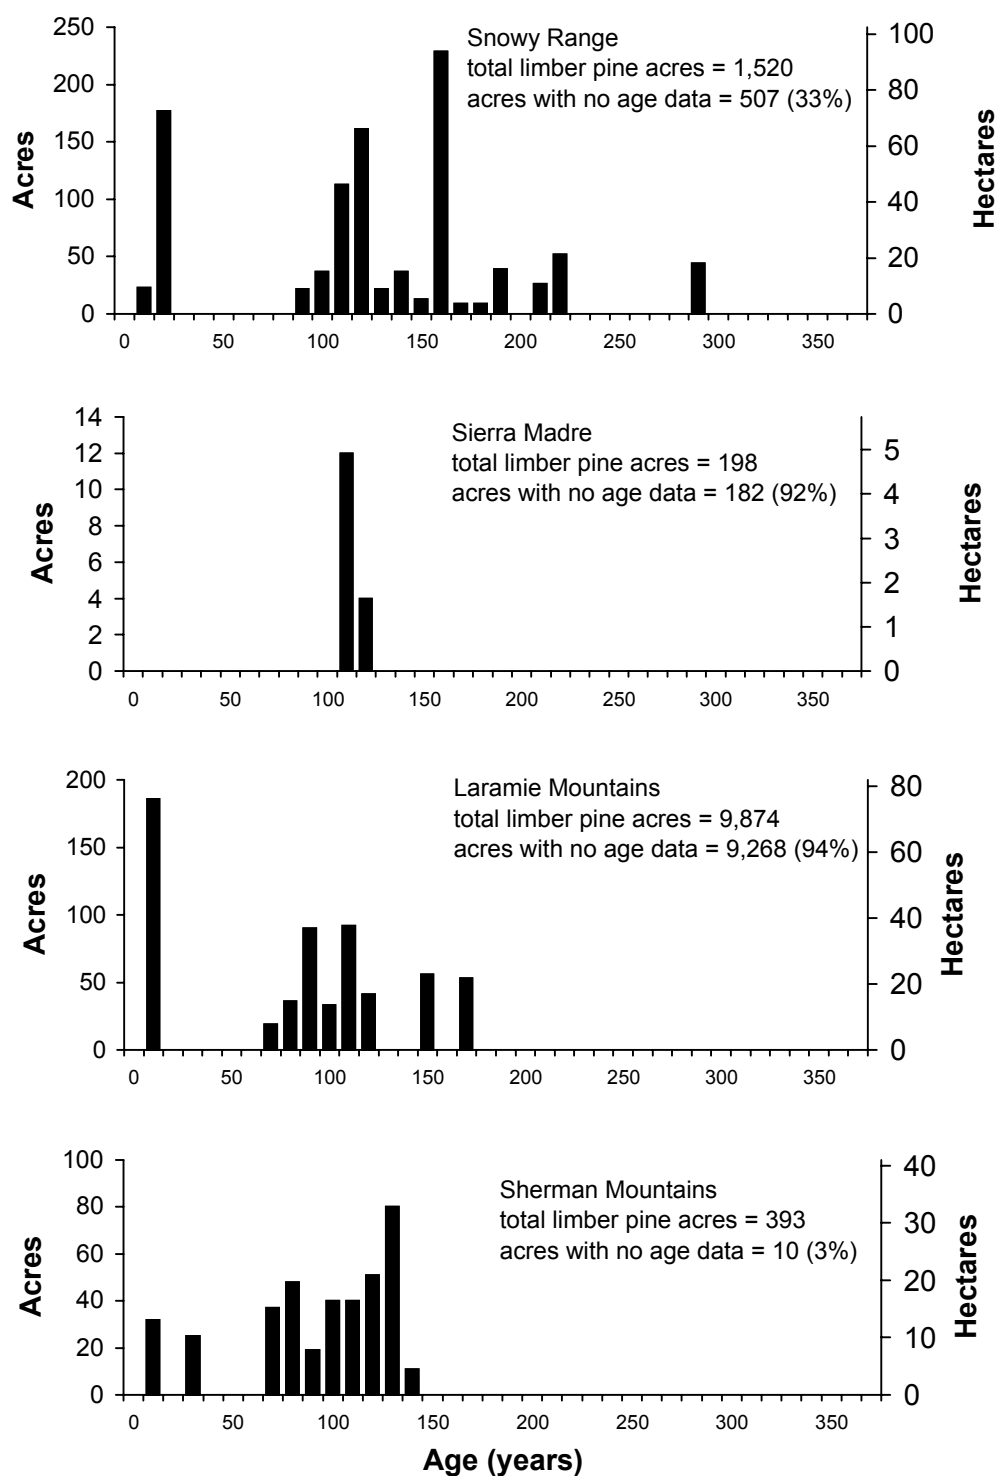 Snowy Range
total limber pine acres = 1,520
acres with no age data = 507 (33%)
250
200
150
100
50
0
Acres
100
80
60
40
20
0
Hectares
0 50 100 150 200 250 300 350
Sierra Madre
total limber pine acres = 198
acres with no age data = 182 (92%)
14
12
10
8
6
4
2
0
Acres
5
4
3
2
1
0
Hectares
0 50 100 150 200 250 300 350
Laramie Mountains
total limber pine acres = 9,874
acres with no age data = 9,268 (94%)
200
150
100
50
0
Acres
80
60
40
20
0
Hectares
0 50 100 150 200 250 300 350
Sherman Mountains
total limber pine acres = 393
acres with no age data = 10 (3%)
100
80
60
40
20
0
Acres
40
30
20
10
0
Hectares
0 50 100 150 200 250 300 350
Age (years)